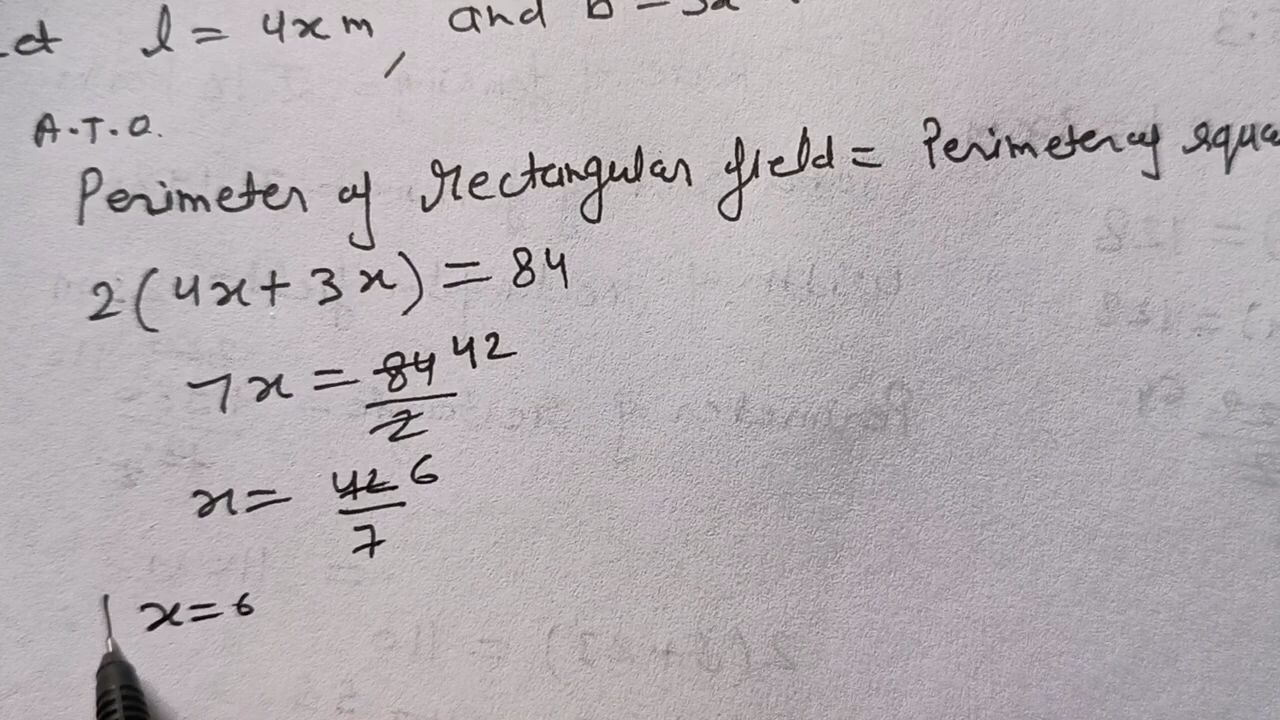 l = 4x m, and
A.T.Q.
Perimeter of rectangular field = Perimeter of squa
2(4x + 3x) = 84
7x = 84/2 42
x = 42/7 6
x = 6